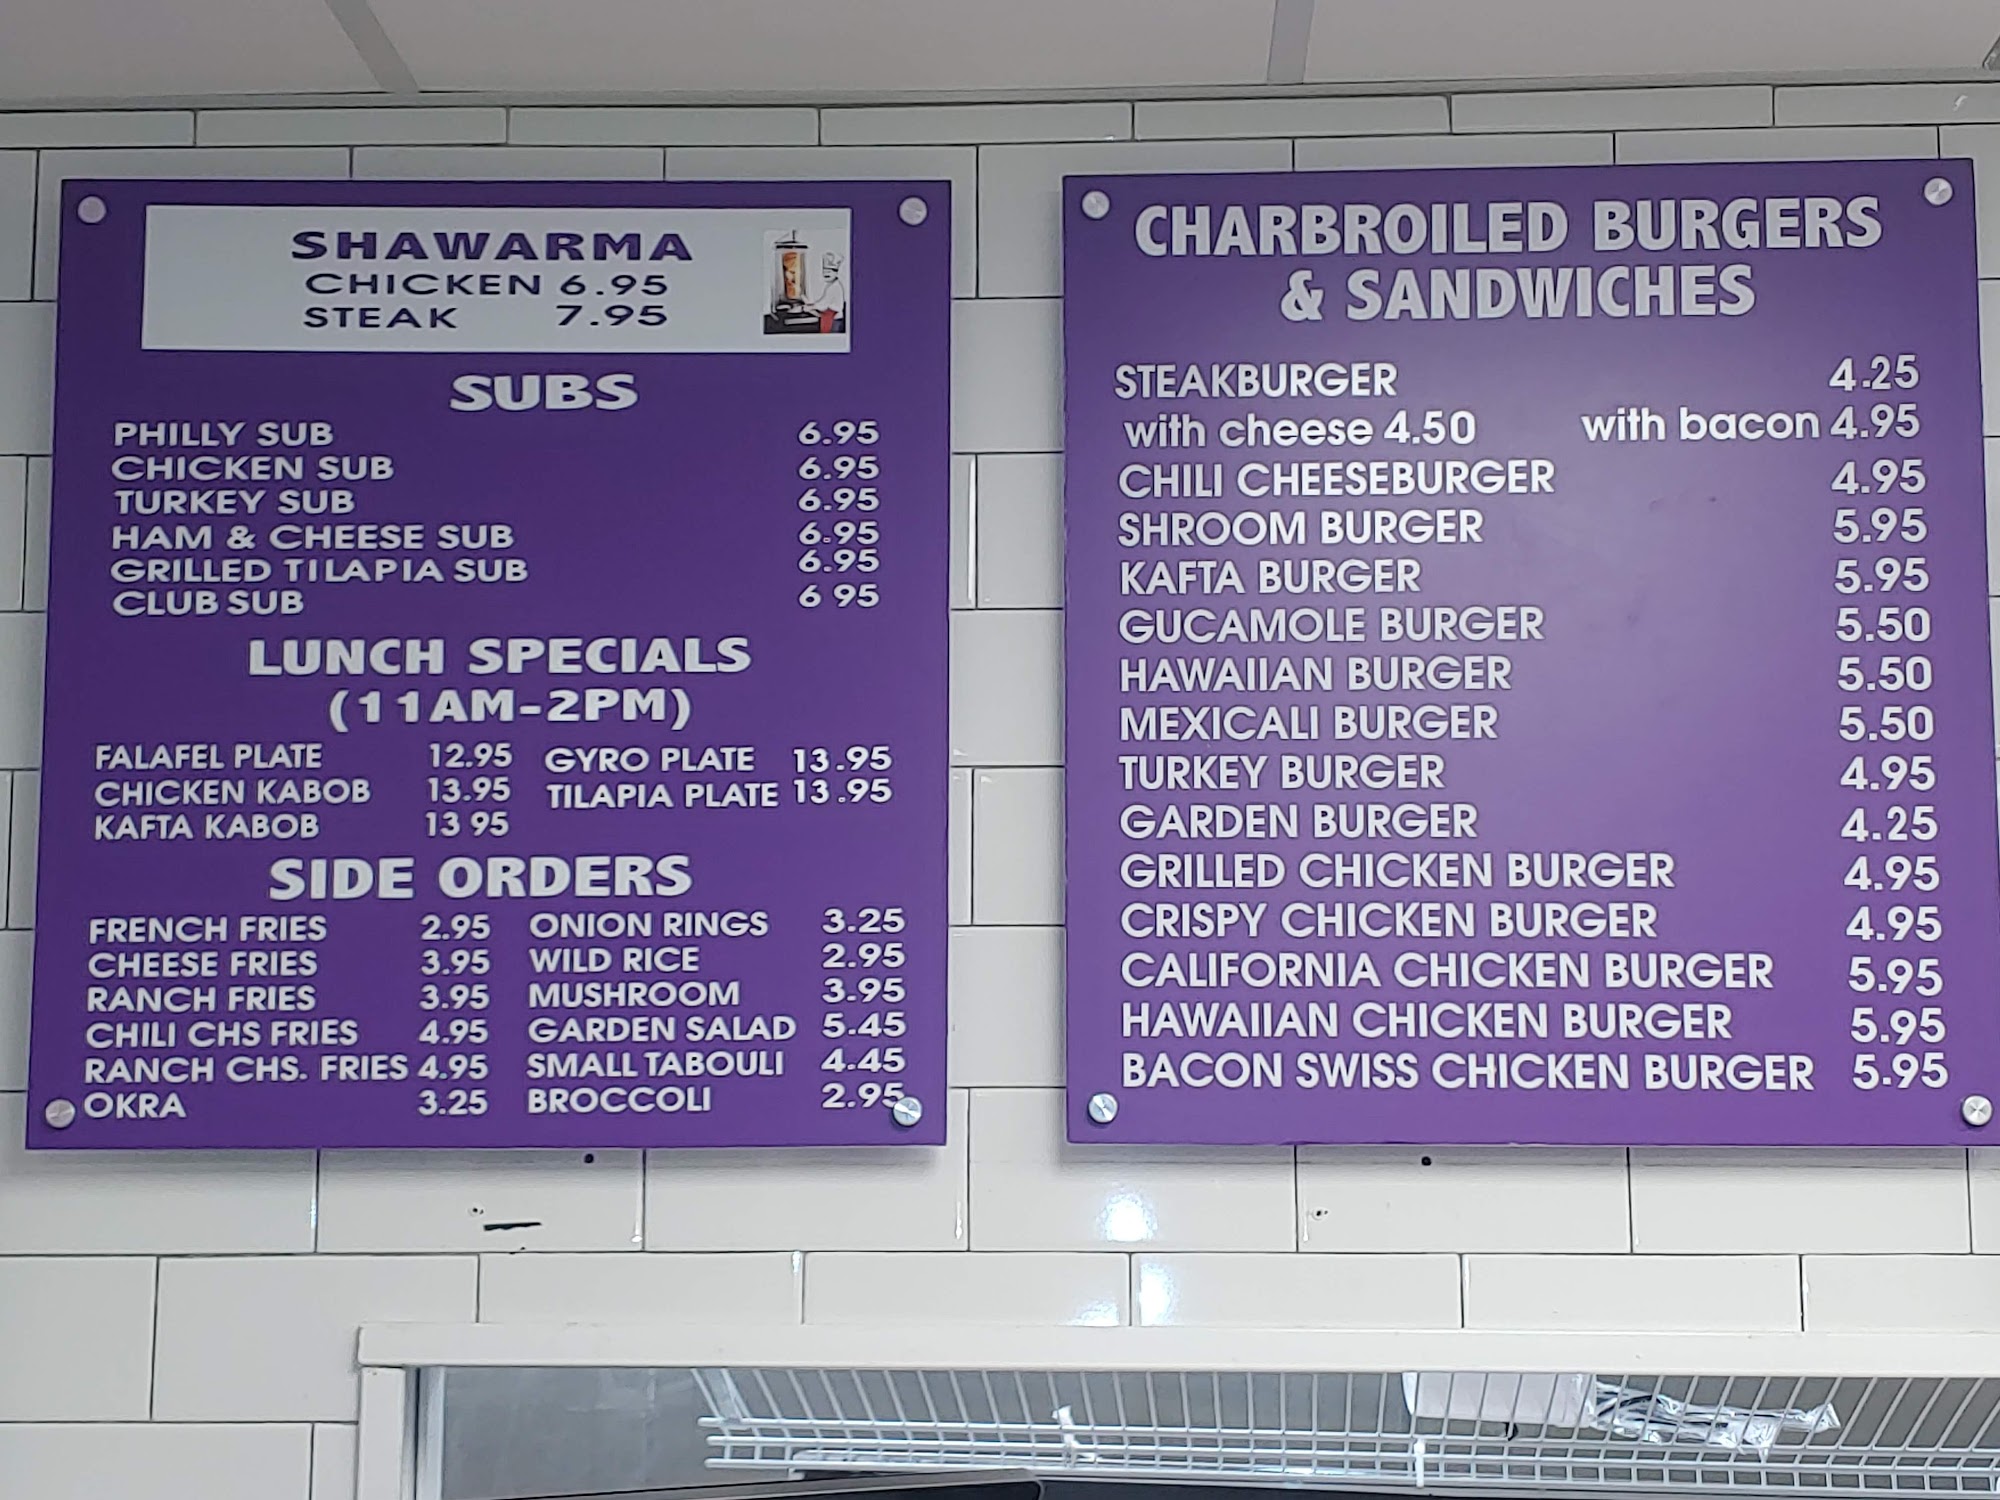 SHAWARMA
CHICKEN 6.95
STEAK 7.95
SUBS
PHILLY SUB 6.95
CHICKEN SUB 6.95
TURKEY SUB 6.95
HAM & CHEESE SUB 6.95
GRILLED TILAPIA SUB 6.95
CLUB SUB 6 95
LUNCH SPECIALS
(11AM-2PM)
FALAFEL PLATE 12.95 GYRO PLATE 13.95
CHICKEN KABOB 13.95 TILAPIA PLATE 13.95
KAFTA KABOB 13 95
SIDE ORDERS
FRENCH FRIES 2.95 ONION RINGS 3.25
CHEESE FRIES 3.95 WILD RICE 2.95
RANCH FRIES 3.95 MUSHROOM 3.95
CHILI CHS FRIES 4.95 GARDEN SALAD 5.45
RANCH CHS. FRIES 4.95 SMALL TABOULI 4.45
OKRA 3.25 BROCCOLI 2.95
CHARBROILED BURGERS
& SANDWICHES
STEAKBURGER 4.25
with cheese 4.50 with bacon 4.95
CHILI CHEESEBURGER 4.95
SHROOM BURGER 5.95
KAFTA BURGER 5.95
GUCAMOLE BURGER 5.50
HAWAIIAN BURGER 5.50
MEXICALI BURGER 5.50
TURKEY BURGER 4.95
GARDEN BURGER 4.25
GRILLED CHICKEN BURGER 4.95
CRISPY CHICKEN BURGER 4.95
CALIFORNIA CHICKEN BURGER 5.95
HAWAIIAN CHICKEN BURGER 5.95
BACON SWISS CHICKEN BURGER 5.95